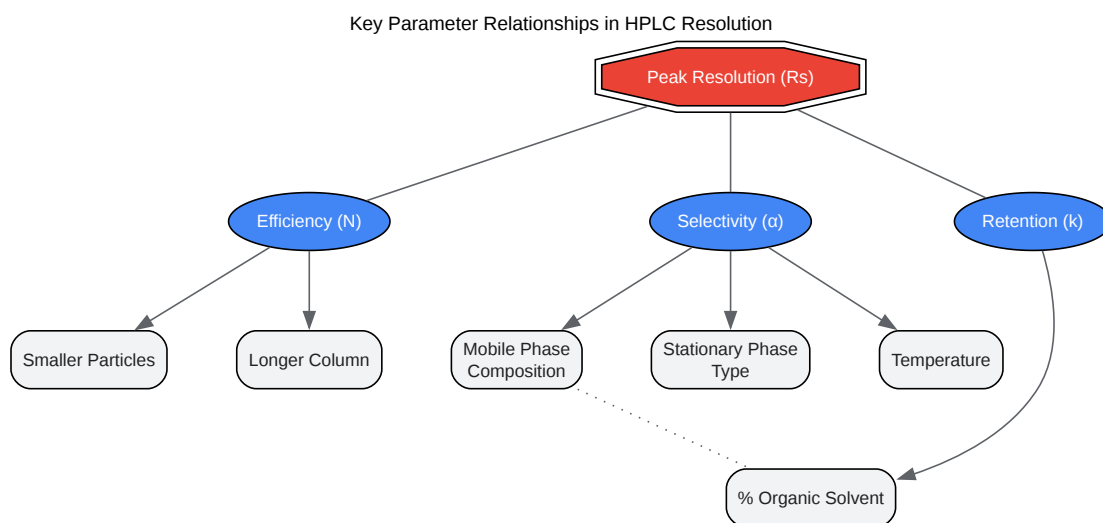 Key Parameter Relationships in HPLC Resolution
Peak Resolution (Rs)
Efficiency (N)
Selectivity (α)
Retention (k)
Smaller Particles
Longer Column
Mobile Phase
Composition
Stationary Phase
Type
Temperature
% Organic Solvent